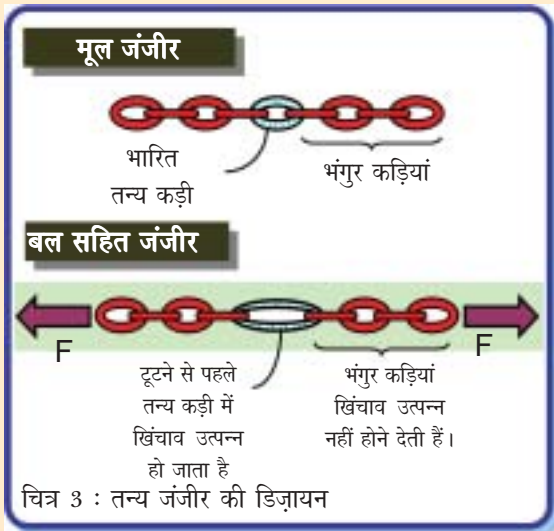 मूल जंजीर
भारित
तन्य कड़ी
भंगुर कड़ियां
बल सहित जंजीर
F
F
टूटने से पहले
तन्य कड़ी में
खिंचाव उत्पन्न
हो जाता है
भंगुर कड़ियां
खिंचाव उत्पन्न
नहीं होने देती हैं।
चित्र 3 : तन्य जंजीर की डिज़ायन